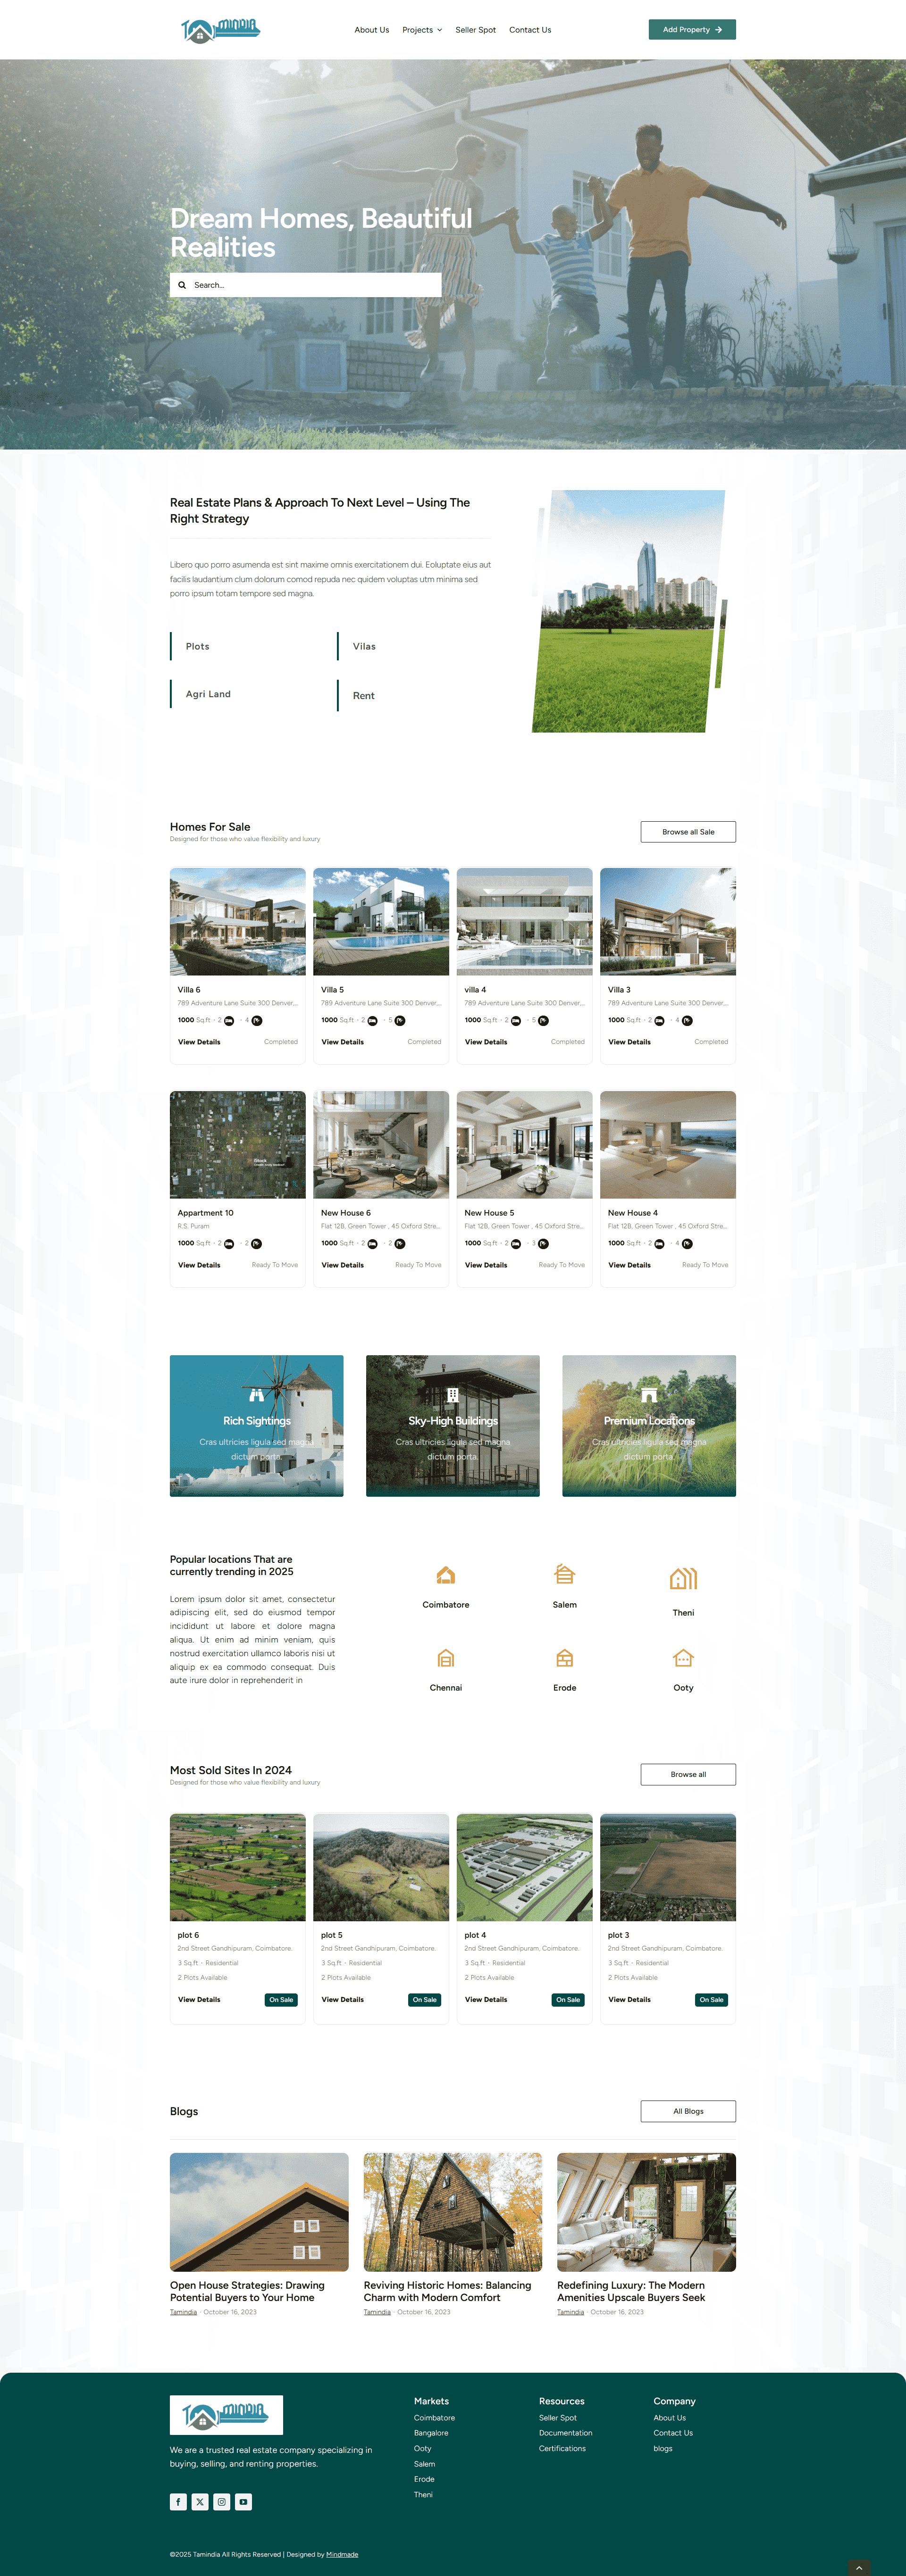 TamIndia
About Us
Projects
Seller Spot
Contact Us
Add Property
Dream Homes, Beautiful
Realities
Search...
Real Estate Plans & Approach To Next Level – Using The
Right Strategy
Libero quo porro asumenda est sint maxime omnis exercitationem dui. Eoluptate eius aut
facilis laudantium clum dolorum comod repuda nec quidem voluptas utm minima sed
porro ipsum totam tempore sed magna.
Plots
Vilas
Agri Land
Rent
Homes For Sale
Designed for those who value flexibility and luxury
Browse all Sale
Villa 6
789 Adventure Lane Suite 300 Denver,...
1000 Sq.ft · 2 · 4
View Details
Completed
Villa 5
789 Adventure Lane Suite 300 Denver,...
1000 Sq.ft · 2 · 5
View Details
Completed
villa 4
789 Adventure Lane Suite 300 Denver,...
1000 Sq.ft · 2 · 5
View Details
Completed
Villa 3
789 Adventure Lane Suite 300 Denver,...
1000 Sq.ft · 2 · 4
View Details
Completed
iStock
Appartment 10
R.S. Puram
1000 Sq.ft · 2 · 2
View Details
Ready To Move
New House 6
Flat 12B, Green Tower , 45 Oxford Stre...
1000 Sq.ft · 2 · 2
View Details
Ready To Move
New House 5
Flat 12B, Green Tower , 45 Oxford Stre...
1000 Sq.ft · 2 · 3
View Details
Ready To Move
New House 4
Flat 12B, Green Tower , 45 Oxford Stre...
1000 Sq.ft · 2 · 4
View Details
Ready To Move
Rich Sightings
Cras ultricies ligula sed magna
dictum porta.
Sky-High Buildings
Cras ultricies ligula sed magna
dictum porta.
Premium Locations
Cras ultricies ligula sed magna
dictum porta.
Popular locations That are
currently trending in 2025
Lorem ipsum dolor sit amet, consectetur
adipiscing elit, sed do eiusmod tempor
incididunt ut labore et dolore magna
aliqua. Ut enim ad minim veniam, quis
nostrud exercitation ullamco laboris nisi ut
aliquip ex ea commodo consequat. Duis
aute irure dolor in reprehenderit in
Coimbatore
Salem
Theni
Chennai
Erode
Ooty
Most Sold Sites In 2024
Designed for those who value flexibility and luxury
Browse all
plot 6
2nd Street Gandhipuram, Coimbatore.
3 Sq.ft · Residential
2 Plots Available
View Details
On Sale
plot 5
2nd Street Gandhipuram, Coimbatore.
3 Sq.ft · Residential
2 Plots Available
View Details
On Sale
plot 4
2nd Street Gandhipuram, Coimbatore.
3 Sq.ft · Residential
2 Plots Available
View Details
On Sale
plot 3
2nd Street Gandhipuram, Coimbatore.
3 Sq.ft · Residential
2 Plots Available
View Details
On Sale
Blogs
All Blogs
Open House Strategies: Drawing
Potential Buyers to Your Home
Tamindia · October 16, 2023
Reviving Historic Homes: Balancing
Charm with Modern Comfort
Tamindia · October 16, 2023
Redefining Luxury: The Modern
Amenities Upscale Buyers Seek
Tamindia · October 16, 2023
TamIndia
We are a trusted real estate company specializing in
buying, selling, and renting properties.
Markets
Coimbatore
Bangalore
Ooty
Salem
Erode
Theni
Resources
Seller Spot
Documentation
Certifications
Company
About Us
Contact Us
blogs
©2025 Tamindia All Rights Reserved | Designed by Mindmade